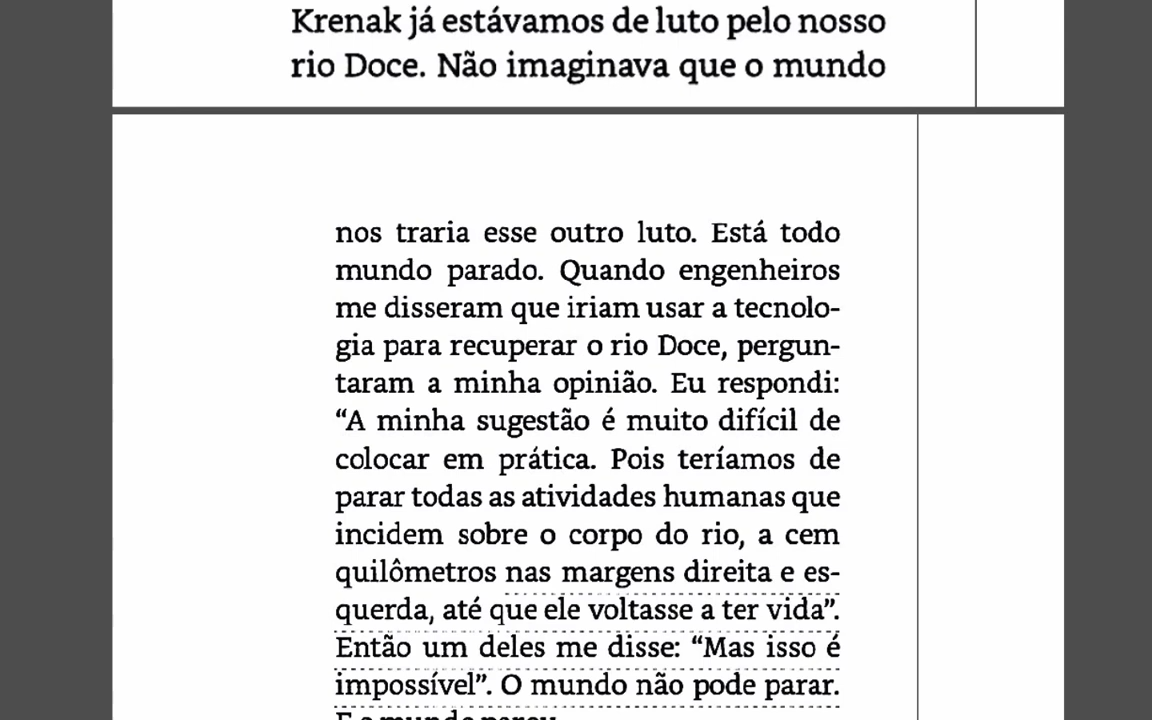 Krenak já estávamos de luto pelo nosso
rio Doce. Não imaginava que o mundo
nos traria esse outro luto. Está todo
mundo parado. Quando engenheiros
me disseram que iriam usar a tecnolo-
gia para recuperar o rio Doce, pergun-
taram a minha opinião. Eu respondi:
“A minha sugestão é muito difícil de
colocar em prática. Pois teríamos de
parar todas as atividades humanas que
incidem sobre o corpo do rio, a cem
quilômetros nas margens direita e es-
querda, até que ele voltasse a ter vida”.
Então um deles me disse: “Mas isso é
impossível”. O mundo não pode parar.
E o mundo parou.